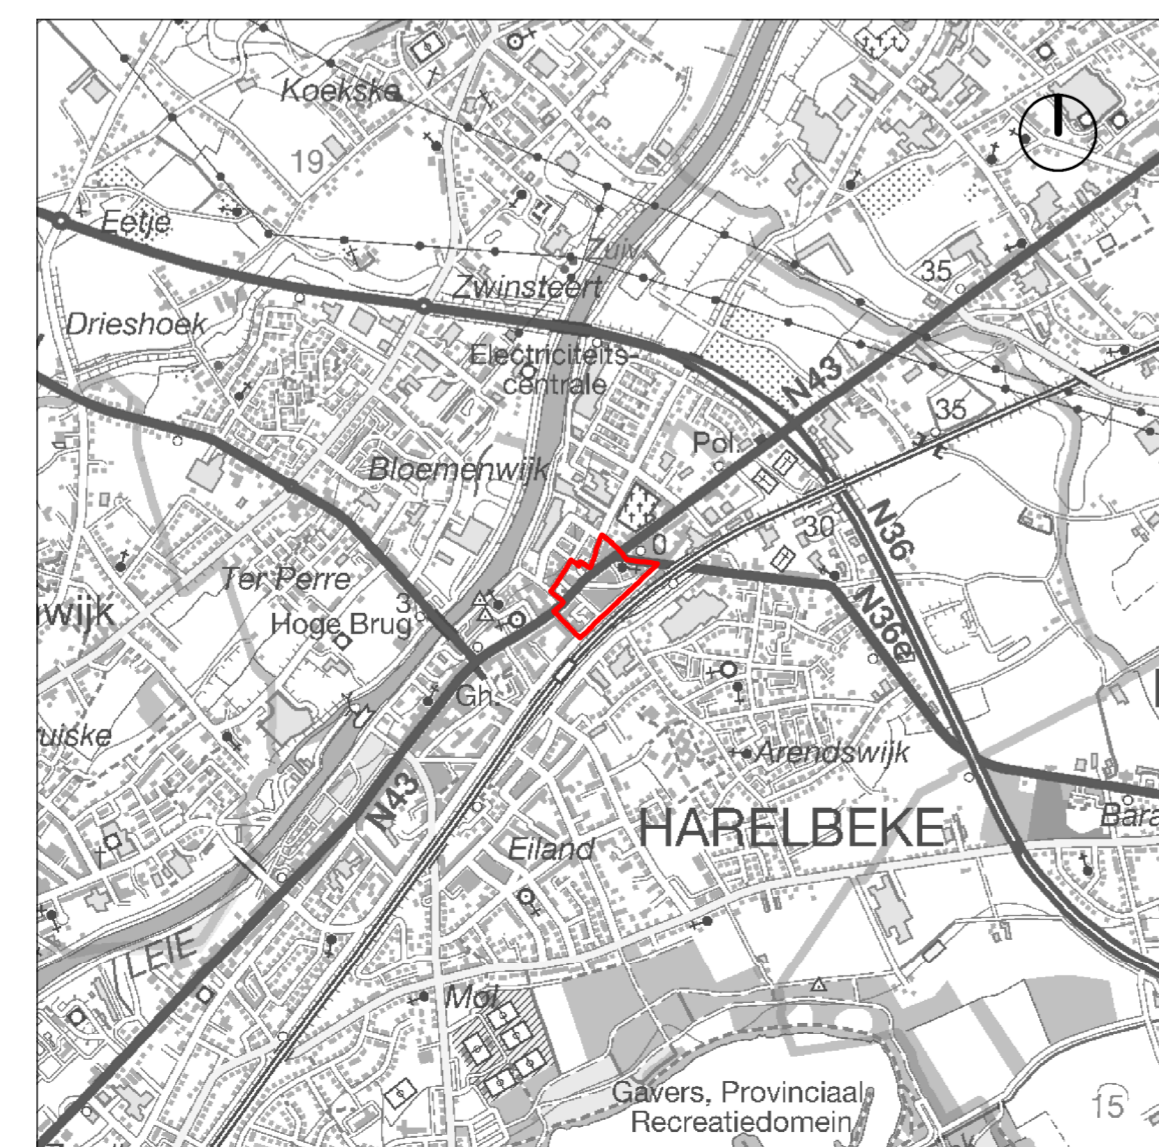 Koekske
19
Eetje
Zuiv.
35
Zwinsteert
Drieshoek
Electriciteits-
centrale
N43
35
Pol.
Bloemenwijk
N36
30
0
Ter Perre
3
wijk
Hoge Brug
N36e
Gh.
uiske
Arendswijk
N43
HARELBEKE
Bara
Eiland
LEIE
Mol
Gavers, Provinciaal
Recreatiedomein
15